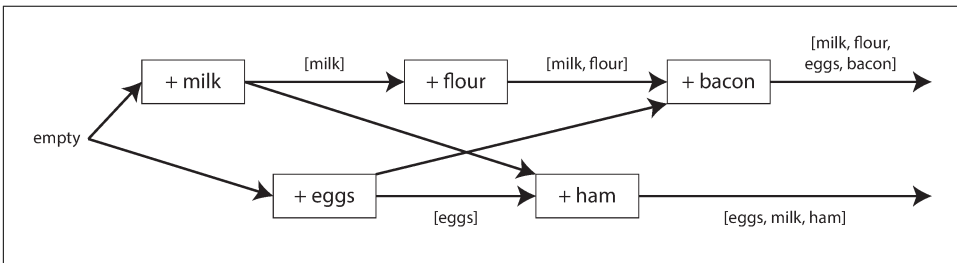 [milk, flour,
eggs, bacon]
+ milk
[milk]
+ flour
[milk, flour]
+ bacon
empty
+ eggs
[eggs]
+ ham
[eggs, milk, ham]